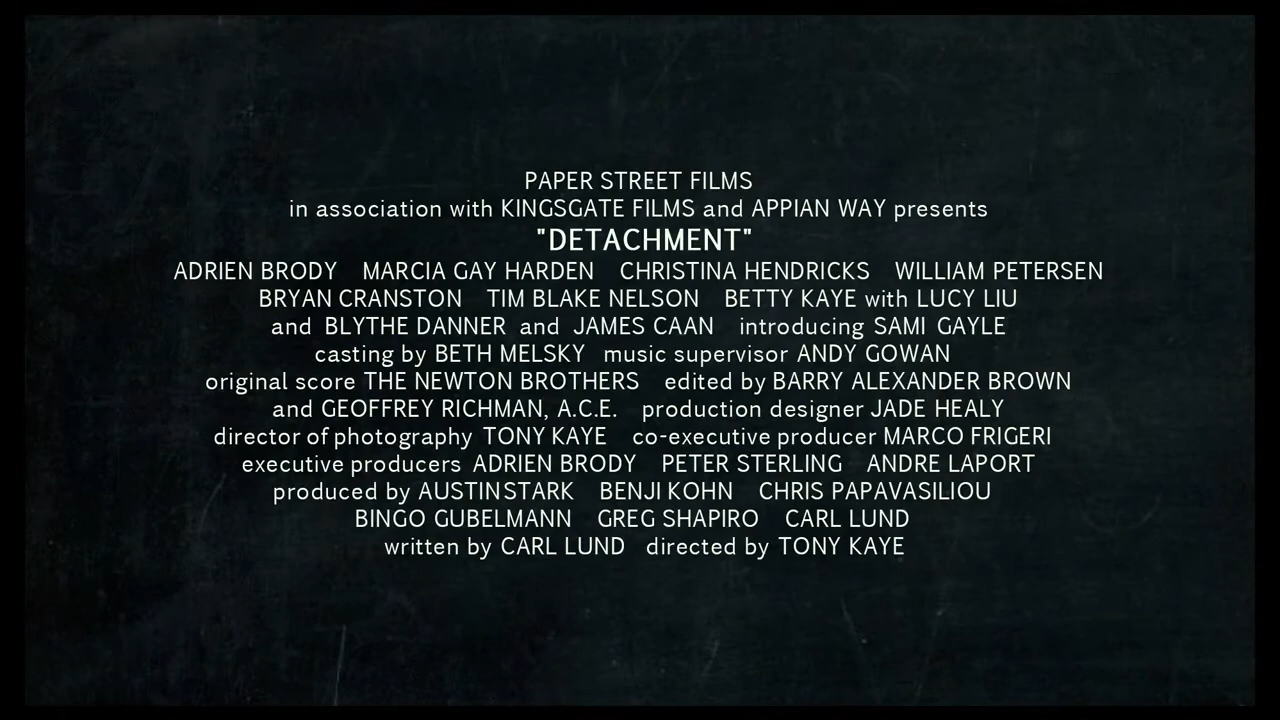 PAPER STREET FILMS
in association with KINGSGATE FILMS and APPIAN WAY presents
"DETACHMENT"
ADRIEN BRODY MARCIA GAY HARDEN CHRISTINA HENDRICKS WILLIAM PETERSEN
BRYAN CRANSTON TIM BLAKE NELSON BETTY KAYE with LUCY LIU
and BLYTHE DANNER and JAMES CAAN introducing SAMI GAYLE
casting by BETH MELSKY music supervisor ANDY GOWAN
original score THE NEWTON BROTHERS edited by BARRY ALEXANDER BROWN
and GEOFFREY RICHMAN, A.C.E. production designer JADE HEALY
director of photography TONY KAYE co-executive producer MARCO FRIGERI
executive producers ADRIEN BRODY PETER STERLING ANDRE LAPORT
produced by AUSTIN STARK BENJI KOHN CHRIS PAPAVASILIOU
BINGO GUBELMANN GREG SHAPIRO CARL LUND
written by CARL LUND directed by TONY KAYE